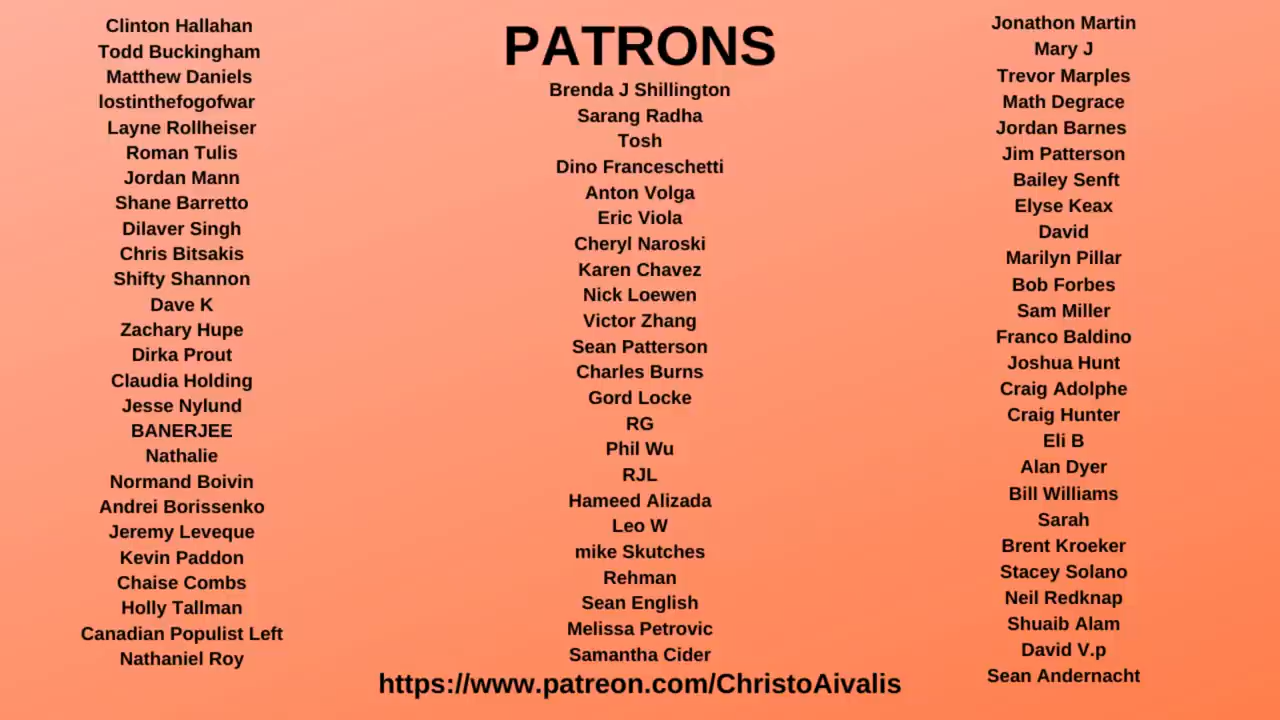 Clinton Hallahan
Todd Buckingham
Matthew Daniels
lostinthefogofwar
Layne Rollheiser
Roman Tulis
Jordan Mann
Shane Barretto
Dilaver Singh
Chris Bitsakis
Shifty Shannon
Dave K
Zachary Hupe
Dirka Prout
Claudia Holding
Jesse Nylund
BANERJEE
Nathalie
Normand Boivin
Andrei Borissenko
Jeremy Leveque
Kevin Paddon
Chaise Combs
Holly Tallman
Canadian Populist Left
Nathaniel Roy
PATRONS
Brenda J Shillington
Sarang Radha
Tosh
Dino Franceschetti
Anton Volga
Eric Viola
Cheryl Naroski
Karen Chavez
Nick Loewen
Victor Zhang
Sean Patterson
Charles Burns
Gord Locke
RG
Phil Wu
RJL
Hameed Alizada
Leo W
mike Skutches
Rehman
Sean English
Melissa Petrovic
Samantha Cider
https://www.patreon.com/ChristoAivalis
Jonathon Martin
Mary J
Trevor Marples
Math Degrace
Jordan Barnes
Jim Patterson
Bailey Senft
Elyse Keax
David
Marilyn Pillar
Bob Forbes
Sam Miller
Franco Baldino
Joshua Hunt
Craig Adolphe
Craig Hunter
Eli B
Alan Dyer
Bill Williams
Sarah
Brent Kroeker
Stacey Solano
Neil Redknap
Shuaib Alam
David V.p
Sean Andernacht